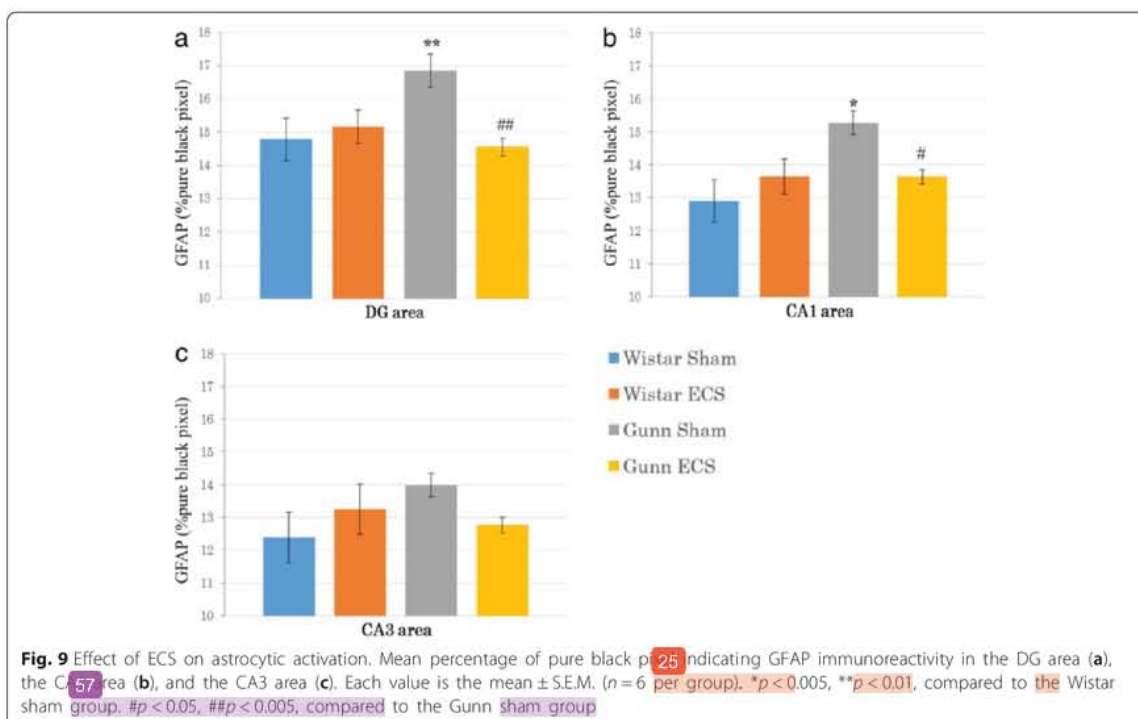 a
18
17
16
15
14
13
12
11
10
GFAP (%pure black pixel)
**
##
DG area
b
18
17
16
15
14
13
12
11
10
GFAP (%pure black pixel)
*
#
CA1 area
c
18
17
16
15
14
13
12
11
10
GFAP (%pure black pixel)
CA3 area
Wistar Sham
Wistar ECS
Gunn Sham
Gunn ECS
Fig. 9 Effect of ECS on astrocytic activation. Mean percentage of pure black 25 indicating GFAP immunoreactivity in the DG area (a),
the 57 area (b), and the CA3 area (c). Each value is the mean ± S.E.M. (n = 6 per group). *p < 0.005, **p < 0.01, compared to the Wistar
sham group. #p < 0.05, ##p < 0.005, compared to the Gunn sham group